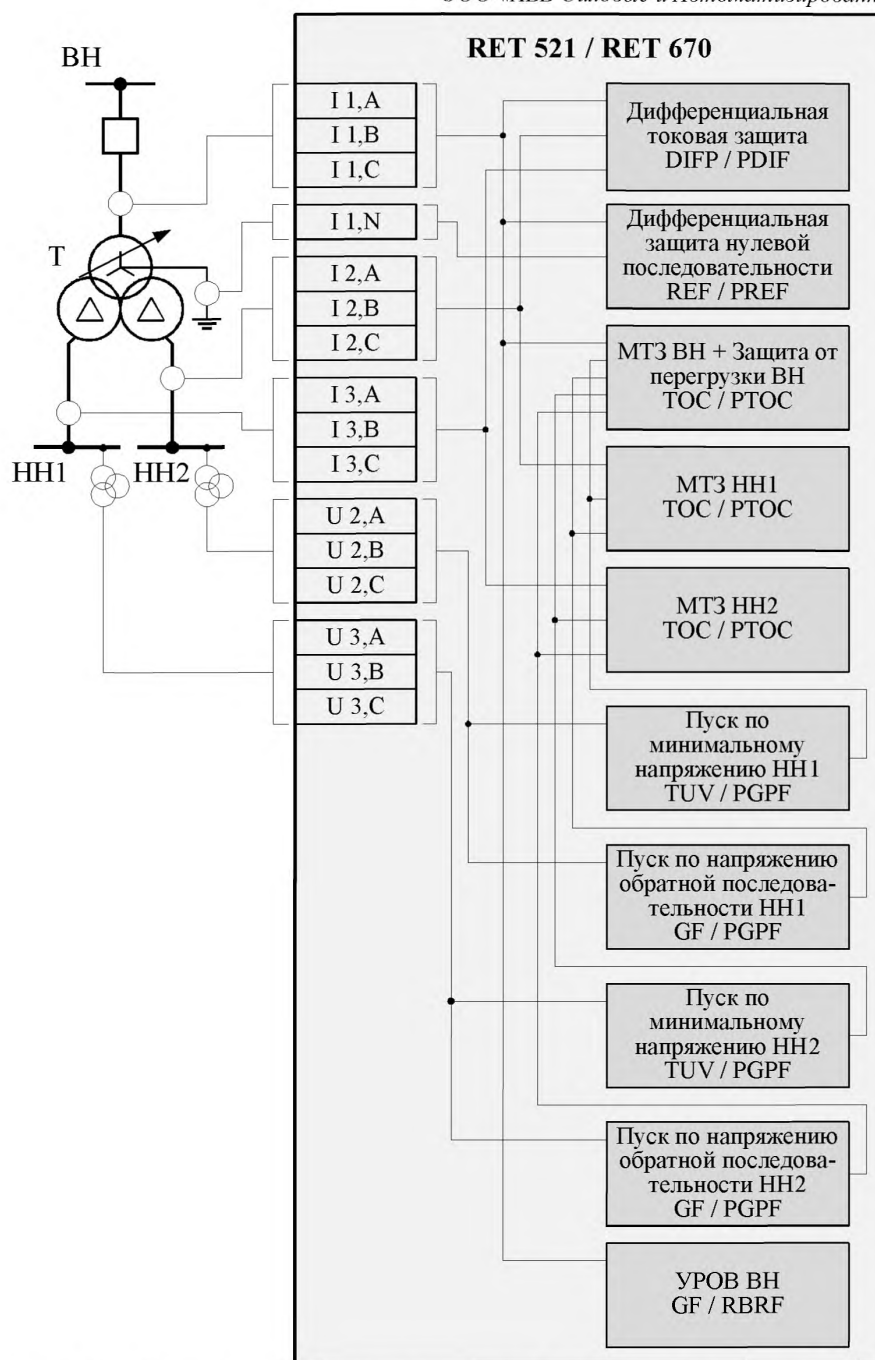 RET 521 / RET 670
ВН
Т
НН1
НН2
I 1,A
I 1,B
I 1,C
I 1,N
I 2,A
I 2,B
I 2,C
I 3,A
I 3,B
I 3,C
U 2,A
U 2,B
U 2,C
U 3,A
U 3,B
U 3,C
Дифференциальная
токовая защита
DIFP / PDIF
Дифференциальная
защита нулевой
последовательности
REF / PREF
МТЗ ВН + Защита от
перегрузки ВН
TOC / PTOC
МТЗ НН1
TOC / PTOC
МТЗ НН2
TOC / PTOC
Пуск по
минимальному
напряжению НН1
TUV / PGPF
Пуск по напряжению
обратной последова-
тельности НН1
GF / PGPF
Пуск по
минимальному
напряжению НН2
TUV / PGPF
Пуск по напряжению
обратной последова-
тельности НН2
GF / PGPF
УРОВ ВН
GF / RBRF